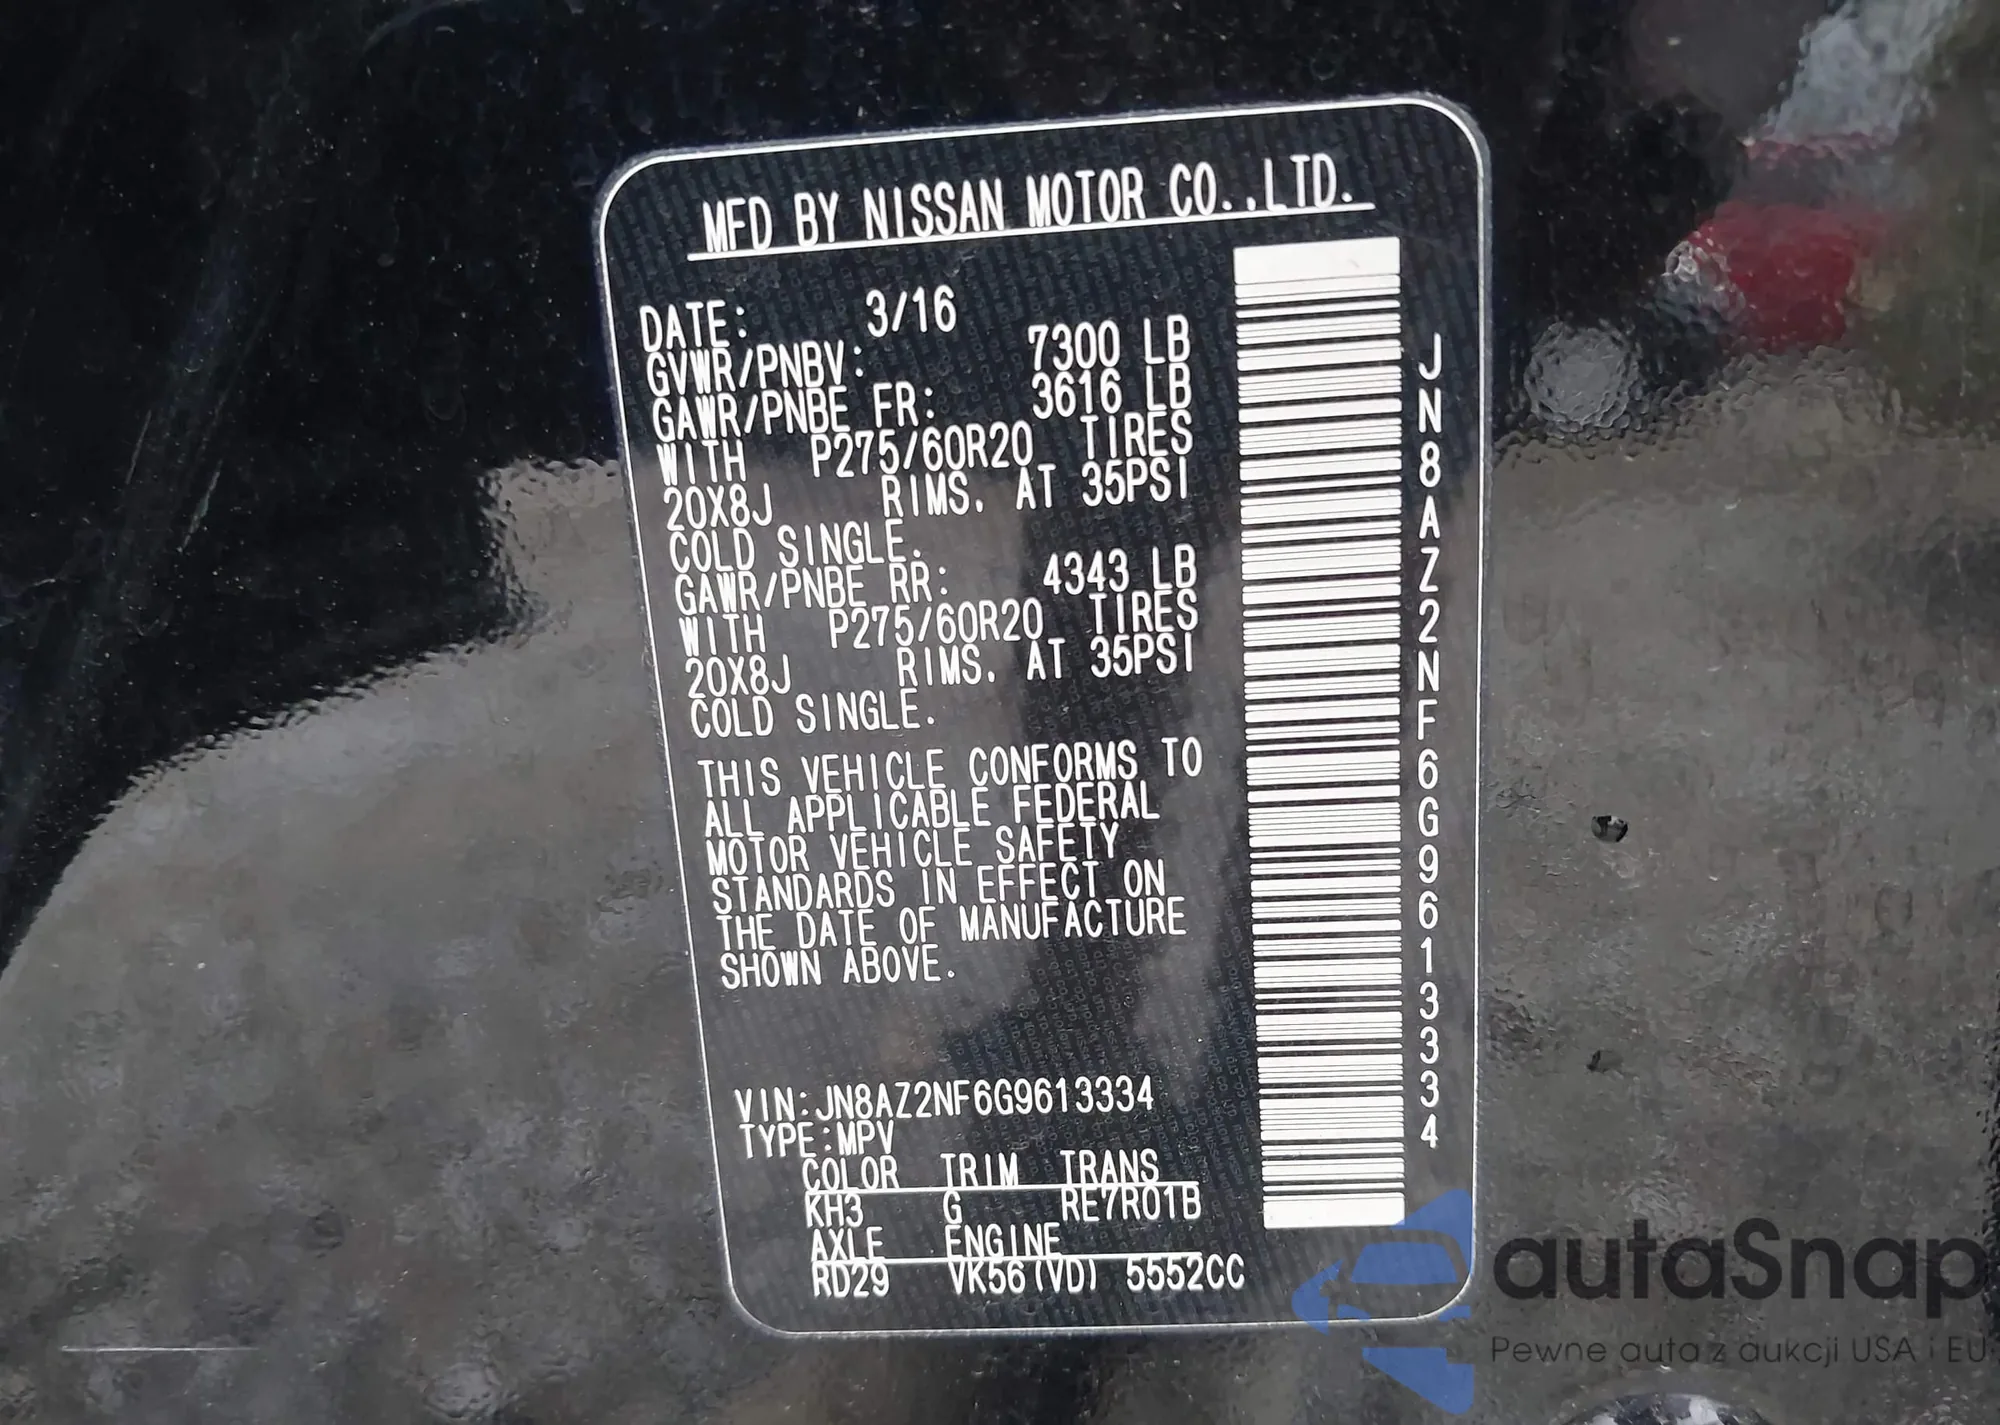 MFD BY NISSAN MOTOR CO.,LTD.
DATE: 3/16
GVWR/PNBV: 7300 LB
GAWR/PNBE FR: 3616 LB
WITH P275/60R20 TIRES
20X8J RIMS. AT 35PSI
COLD SINGLE.
GAWR/PNBE RR: 4343 LB
WITH P275/60R20 TIRES
20X8J RIMS. AT 35PSI
COLD SINGLE.
THIS VEHICLE CONFORMS TO
ALL APPLICABLE FEDERAL
MOTOR VEHICLE SAFETY
STANDARDS IN EFFECT ON
THE DATE OF MANUFACTURE
SHOWN ABOVE.
VIN:JN8AZ2NF6G9613334
TYPE:MPV
COLOR TRIM TRANS
KH3 G RE7R01B
AXLE ENGINE
RD29 VK56(VD) 5552CC
JN8AZ2NF6G9613334
autaSnap
Pewne auta z aukcji USA i EU